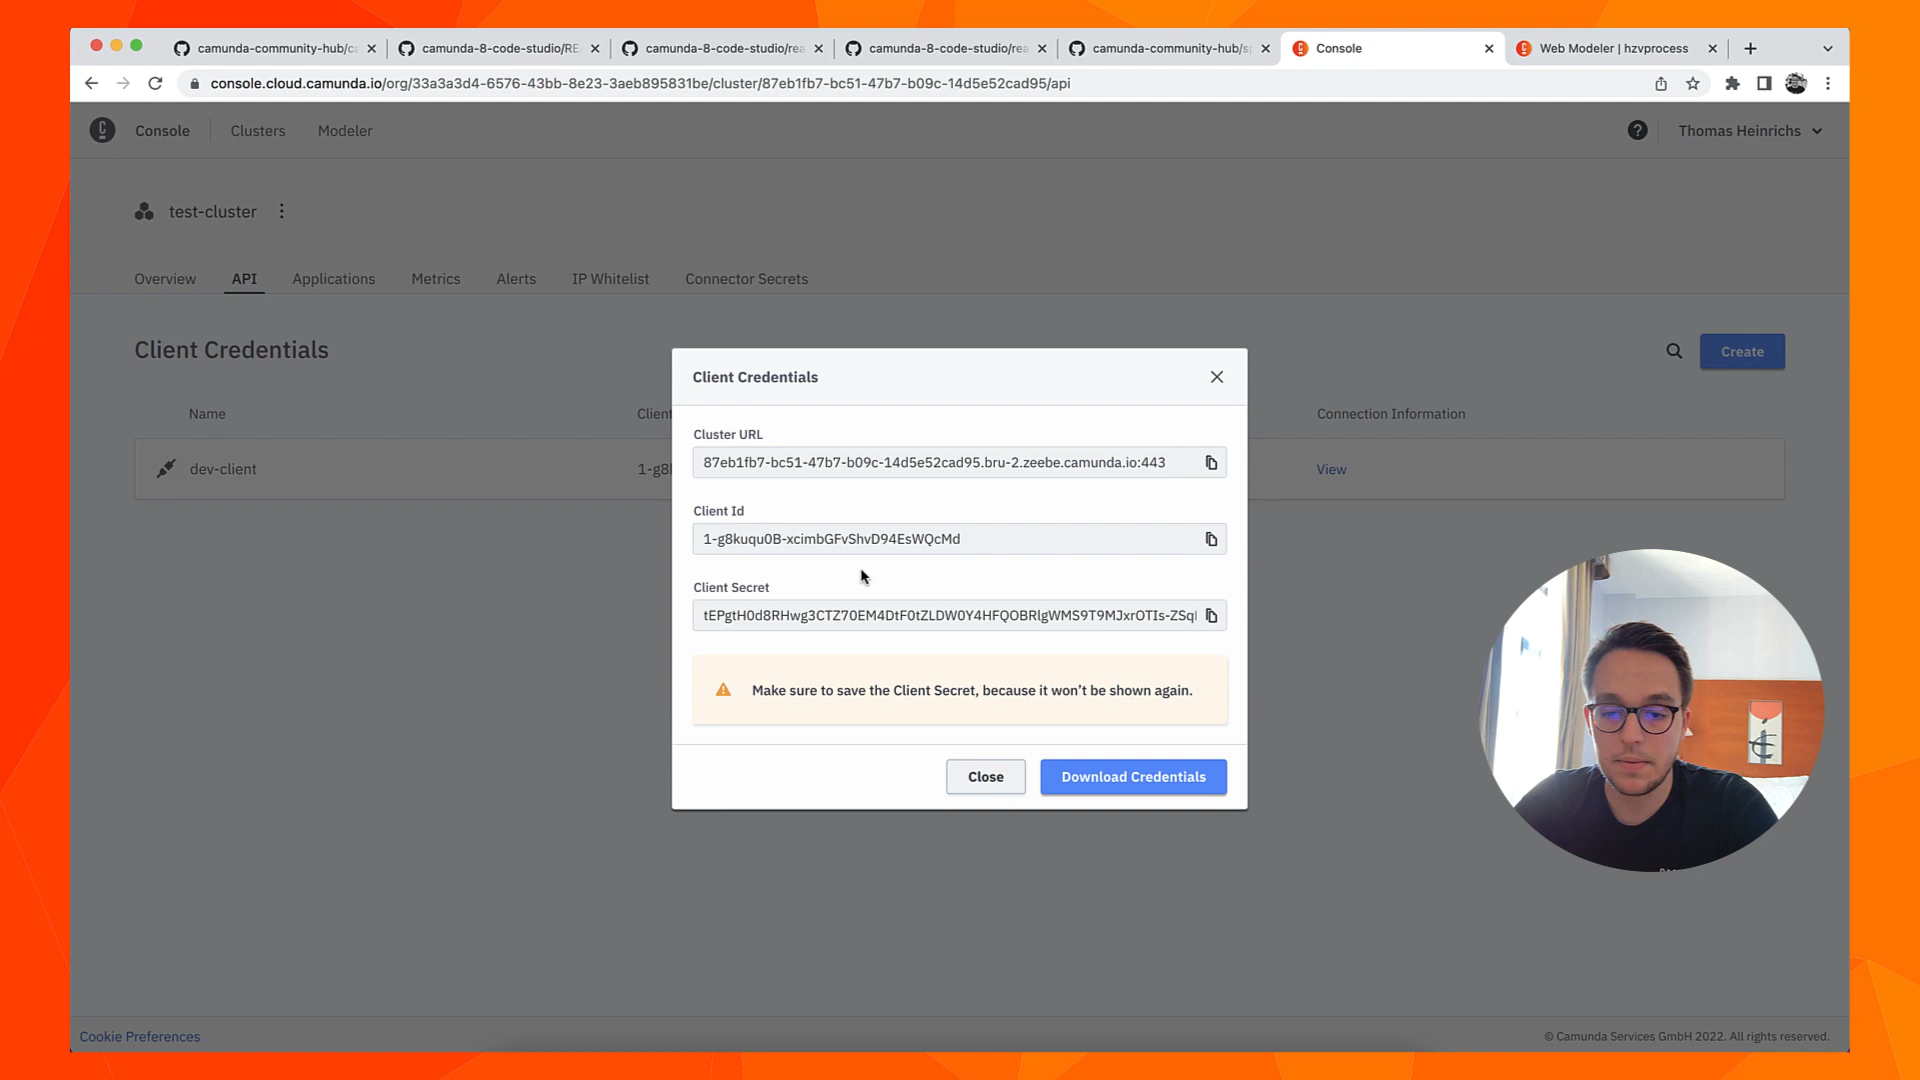 camunda-community-hub/c
camunda-8-code-studio/RE
camunda-8-code-studio/rea
camunda-8-code-studio/rea
camunda-community-hub/s
Console
Web Modeler | hzvprocess
console.cloud.camunda.io/org/33a3a3d4-6576-43bb-8e23-3aeb895831be/cluster/87eb1fb7-bc51-47b7-b09c-14d5e52cad95/api
Console
Clusters
Modeler
Thomas Heinrichs
test-cluster
Overview
API
Applications
Metrics
Alerts
IP Whitelist
Connector Secrets
Client Credentials
Create
Name
Client
Connection Information
dev-client
1-g8
View
Client Credentials
Cluster URL
87eb1fb7-bc51-47b7-b09c-14d5e52cad95.bru-2.zeebe.camunda.io:443
Client Id
1-g8kuqu0B-xcimbGFvShvD94EsWQcMd
Client Secret
tEPgtH0d8RHwg3CTZ70EM4DtF0tZLDW0Y4HFQOBRlgWMS9T9MJxrOTIs-ZSq
Make sure to save the Client Secret, because it won't be shown again.
Close
Download Credentials
Cookie Preferences
© Camunda Services GmbH 2022. All rights reserved.